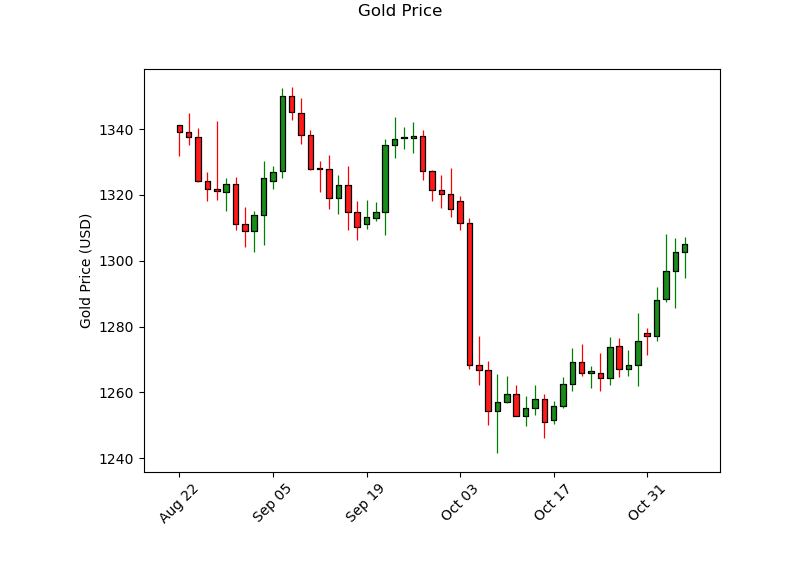 Gold Price
Gold Price (USD)
1340
1320
1300
1280
1260
1240
Aug 22
Sep 05
Sep 19
Oct 03
Oct 17
Oct 31